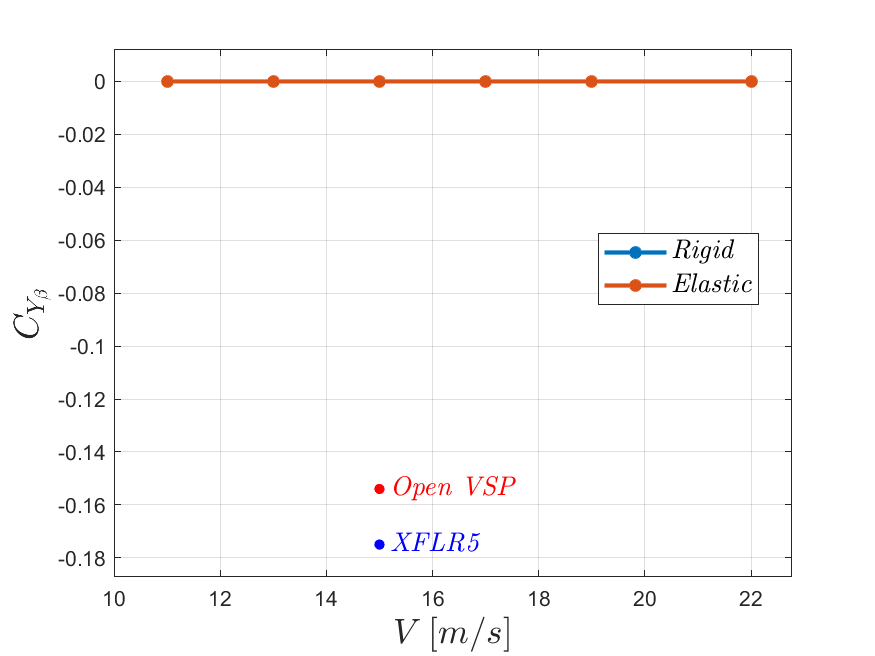 0
-0.02
-0.04
-0.06
-0.08
-0.1
-0.12
-0.14
-0.16
-0.18
C_{Y_β}
Rigid
Elastic
Open VSP
XFLR5
10 12 14 16 18 20 22
V [m/s]